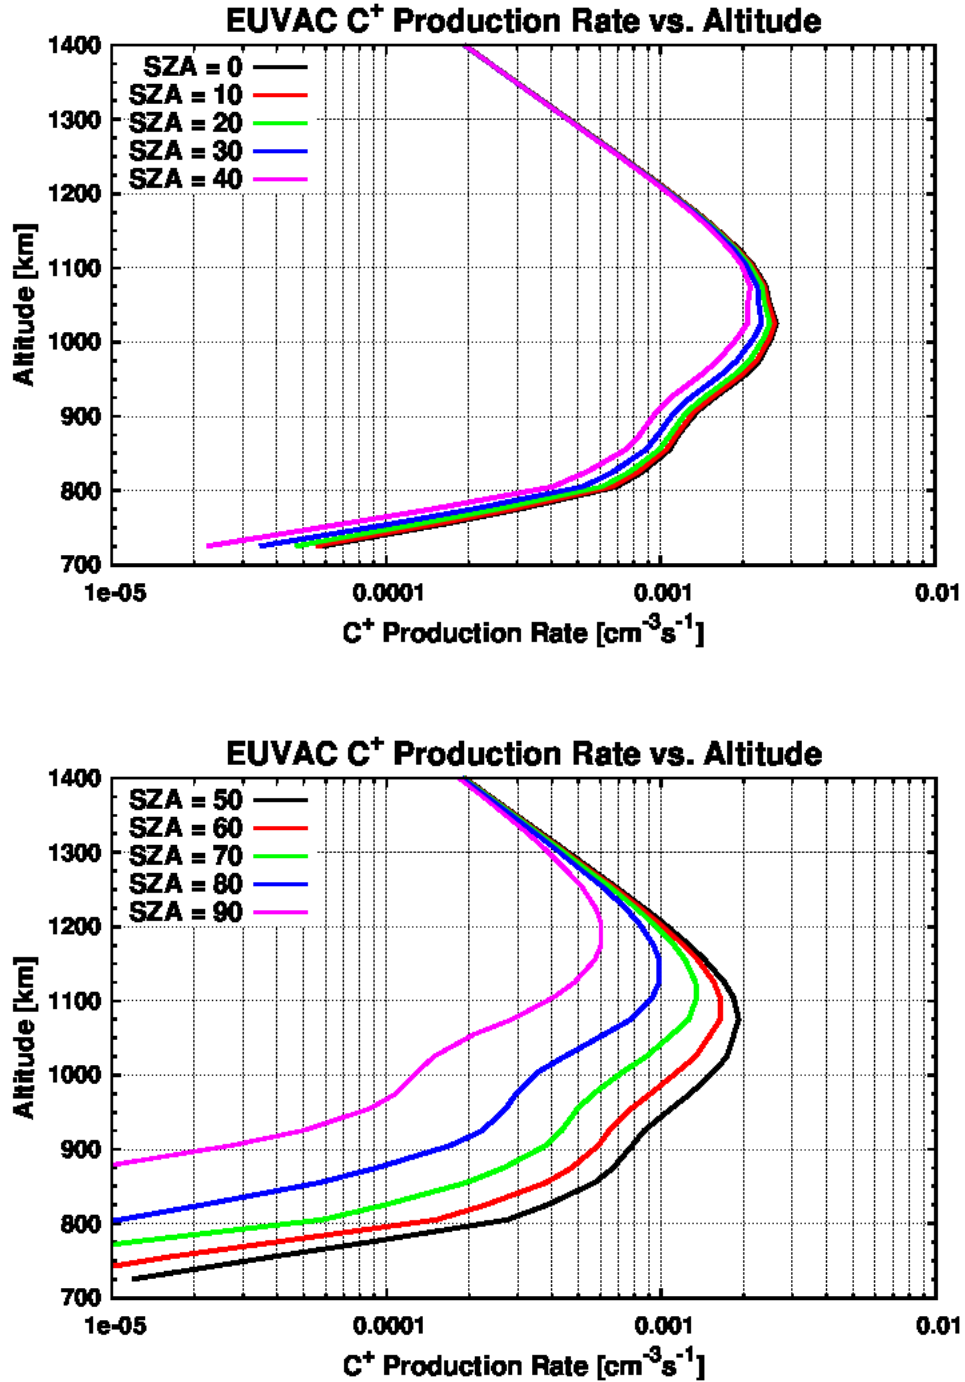 EUVAC C⁺ Production Rate vs. Altitude
1400
SZA = 0
SZA = 10
1300
SZA = 20
SZA = 30
SZA = 40
1200
1100
1000
900
800
700
Altitude [km]
1e-05 0.0001 0.001 0.01
C⁺ Production Rate [cm⁻³s⁻¹]
EUVAC C⁺ Production Rate vs. Altitude
1400
SZA = 50
SZA = 60
1300
SZA = 70
SZA = 80
SZA = 90
1200
1100
1000
900
800
700
Altitude [km]
1e-05 0.0001 0.001 0.01
C⁺ Production Rate [cm⁻³s⁻¹]